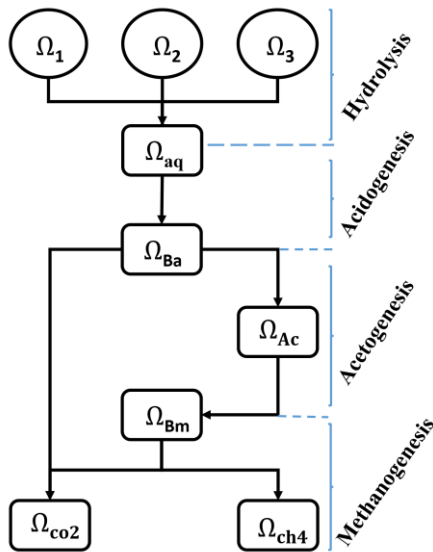 Ω1 Ω2 Ω3
Hydrolysis
Ωaq
Acidogenesis
ΩBa
ΩAc
Acetogenesis
ΩBm
Methanogenesis
Ωco2 Ωch4